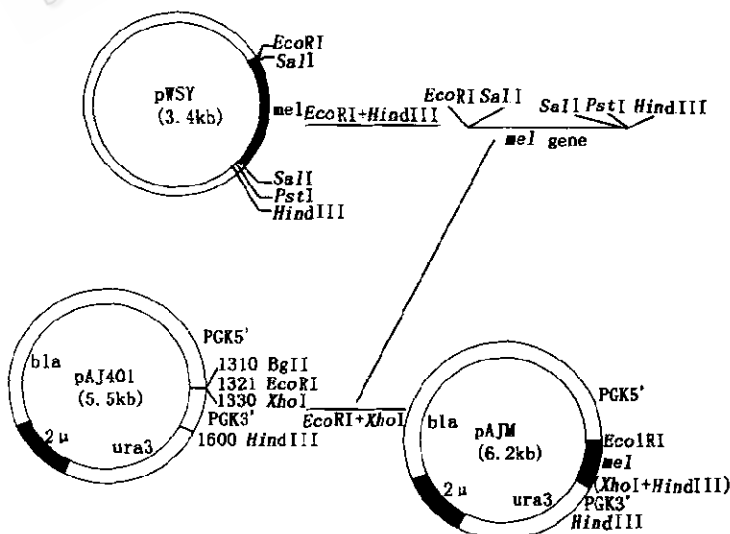 EcoRI
SalI
pWSY
(3.4kb)
mel
EcoRI+HindIII
EcoRI SalI
SalI PstI HindIII
mel gene
SalI
PstI
HindIII
PGK5'
bla
pAJ401
(5.5kb)
1310 BgII
1321 EcoRI
1330 XhoI
PGK3'
1600 HindIII
2μ
ura3
EcoRI+XhoI
PGK5'
bla
pAJM
(6.2kb)
Eco1RI
mel
(XhoI+HindIII)
PGK3'
HindIII
2μ
ura3